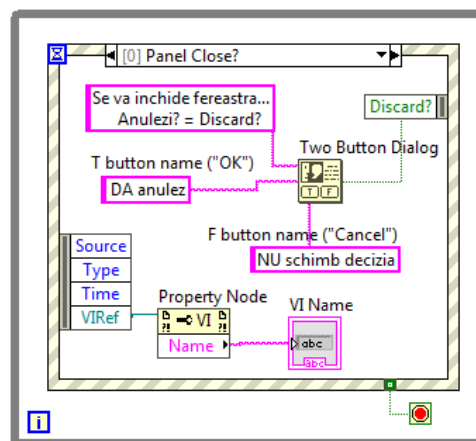 [0] Panel Close?
Se va inchide fereastra...
Anulezi? = Discard?
Discard?
Two Button Dialog
T button name ("OK")
DA anulez
T F
F button name ("Cancel")
NU schimb decizia
Source
Type
Time
VIRef
Property Node
VI
Name
VI Name
abc
abc
i